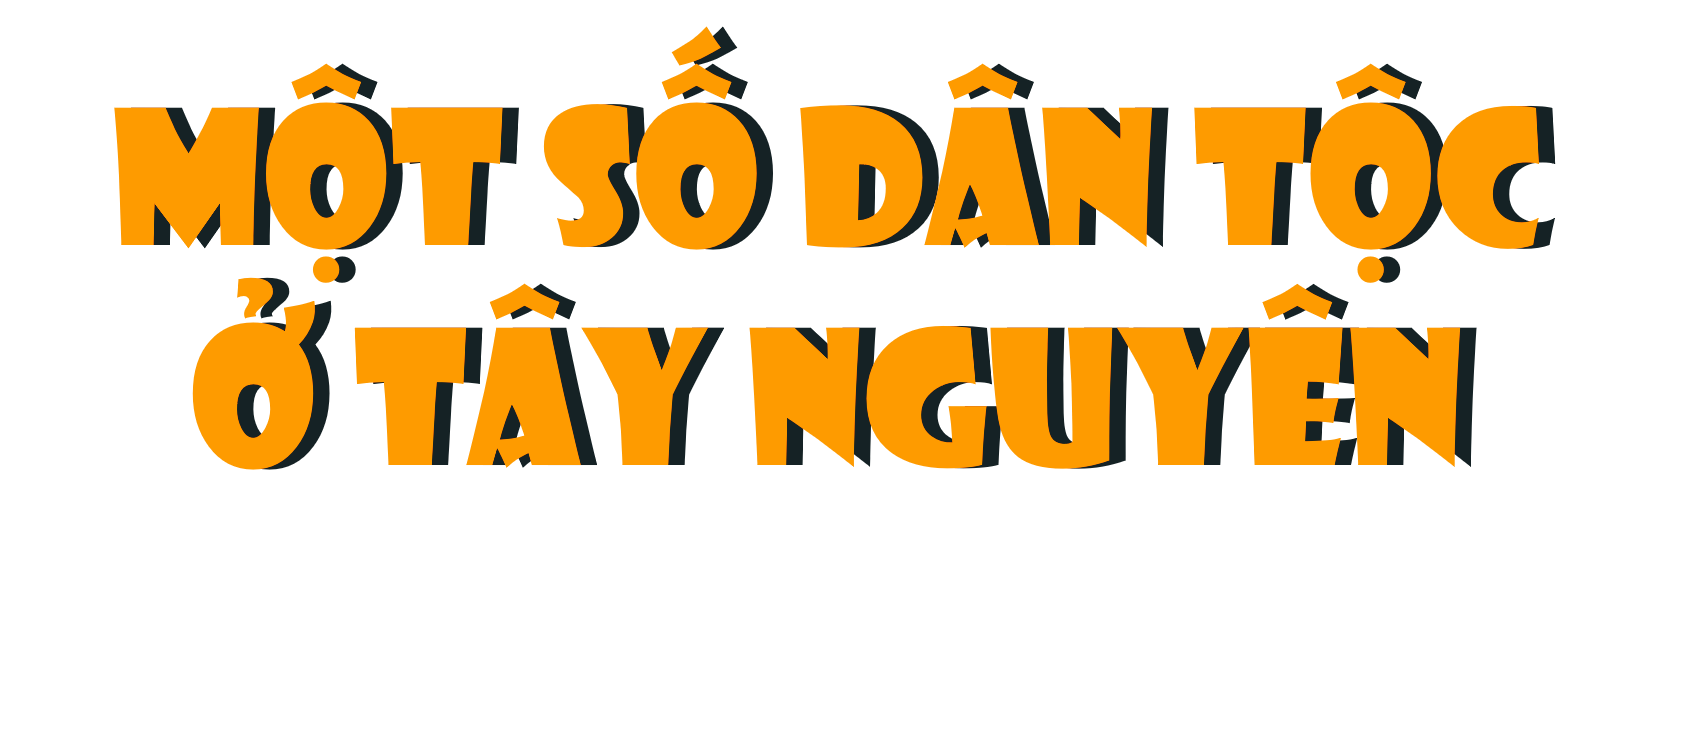 MỘT SỐ DÂN TỘC
Ở TÂY NGUYÊN